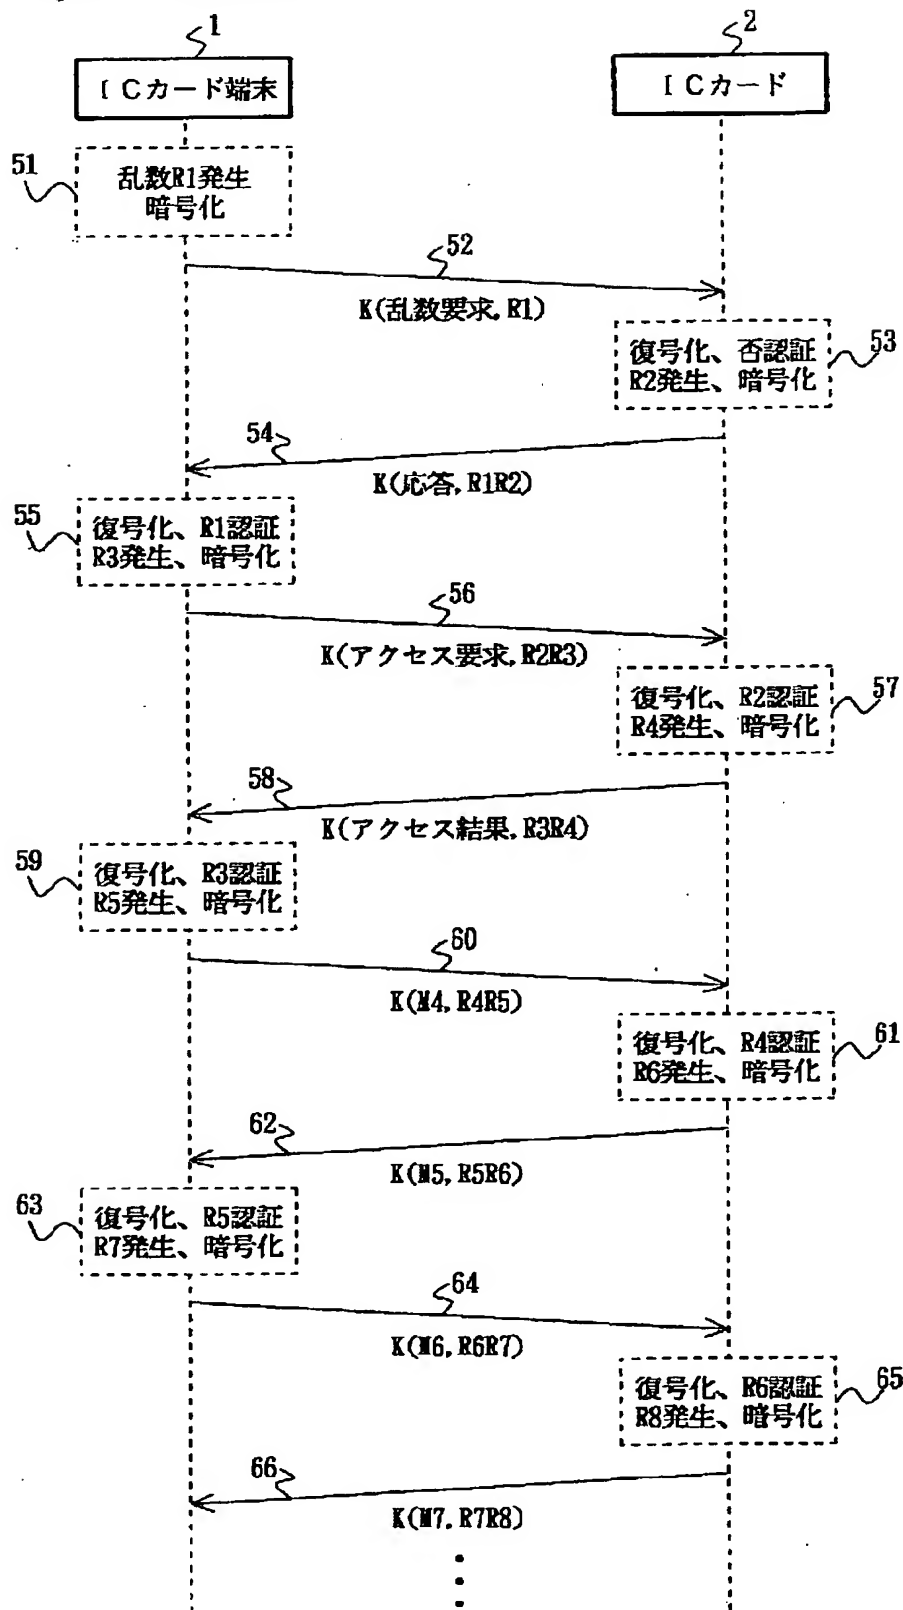 1
2
ICカード端末
ICカード
51
乱数R1発生
暗号化
52
K(乱数要求,R1)
復号化、否認証
R2発生、暗号化
53
54
K(応答,R1R2)
55
復号化、R1認証
R3発生、暗号化
56
K(アクセス要求,R2R3)
復号化、R2認証
R4発生、暗号化
57
58
K(アクセス結果,R3R4)
59
復号化、R3認証
R5発生、暗号化
60
K(M4,R4R5)
復号化、R4認証
R6発生、暗号化
61
62
K(M5,R5R6)
63
復号化、R5認証
R7発生、暗号化
64
K(M6,R6R7)
復号化、R6認証
R8発生、暗号化
65
66
K(M7,R7R8)